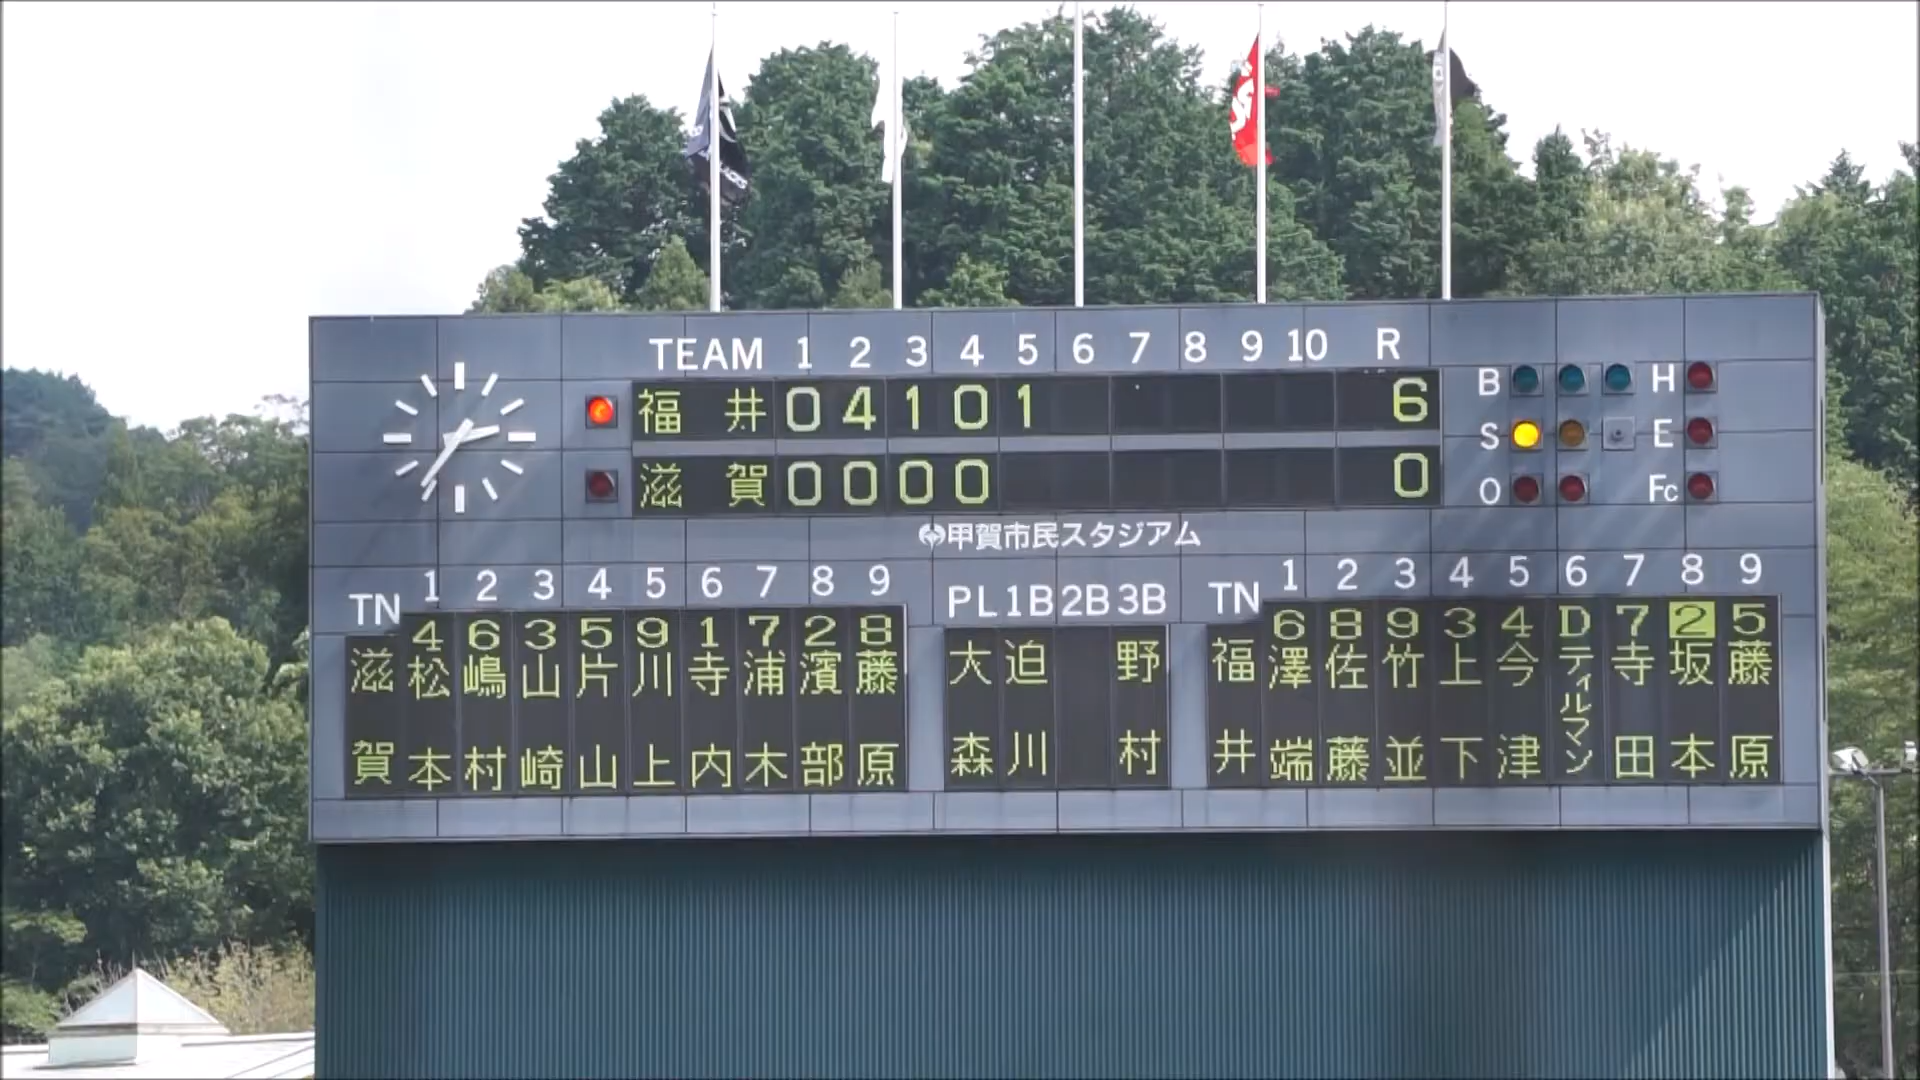 TEAM 1 2 3 4 5 6 7 8 9 10 R
福井 0 4 1 0 1 6
滋賀 0 0 0 0 0
B H
S E
O Fc
甲賀市民スタジアム
TN 1 2 3 4 5 6 7 8 9
4 6 3 5 9 1 7 2 8
滋賀 松本 嶋村 山崎 片山 川上 寺内 浦木 濱部 藤原
PL 1B 2B 3B
大森 迫川 野村
TN 1 2 3 4 5 6 7 8 9
6 8 9 3 4 D 7 2 5
福井 澤端 佐藤 竹並 上下 今津 ティルマン 寺田 坂本 藤原